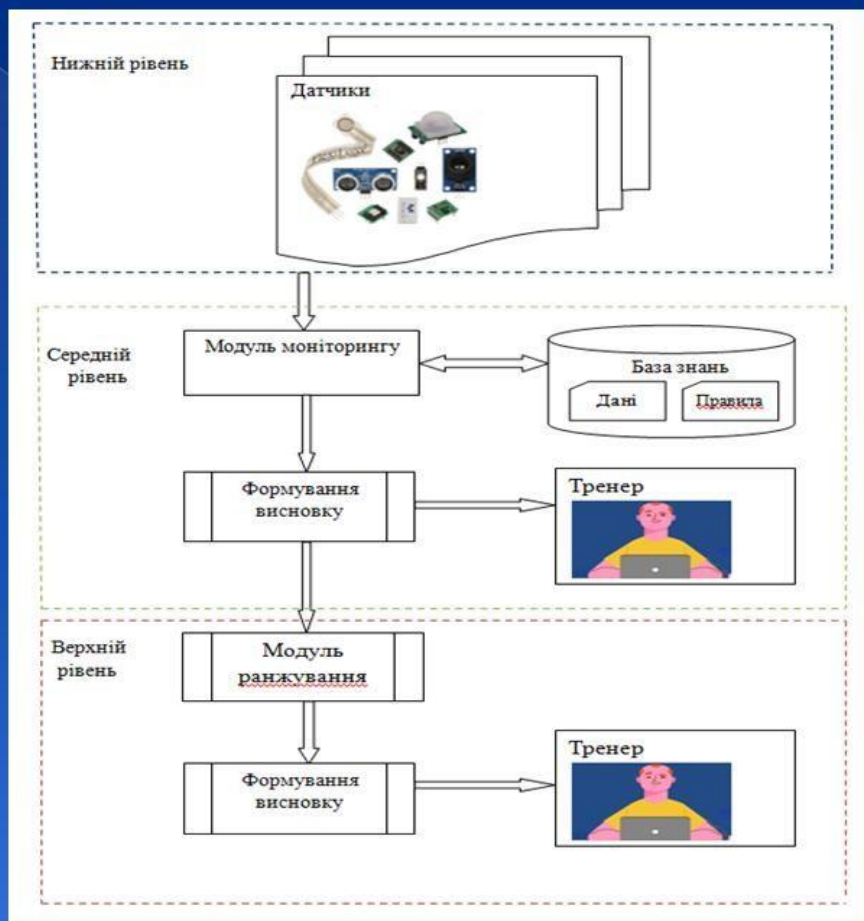 Нижній рівень
Датчики
Середній
рівень
Модуль моніторингу
База знань
Дані
Правила
Формування
висновку
Тренер
Верхній
рівень
Модуль
ранжування
Формування
висновку
Тренер